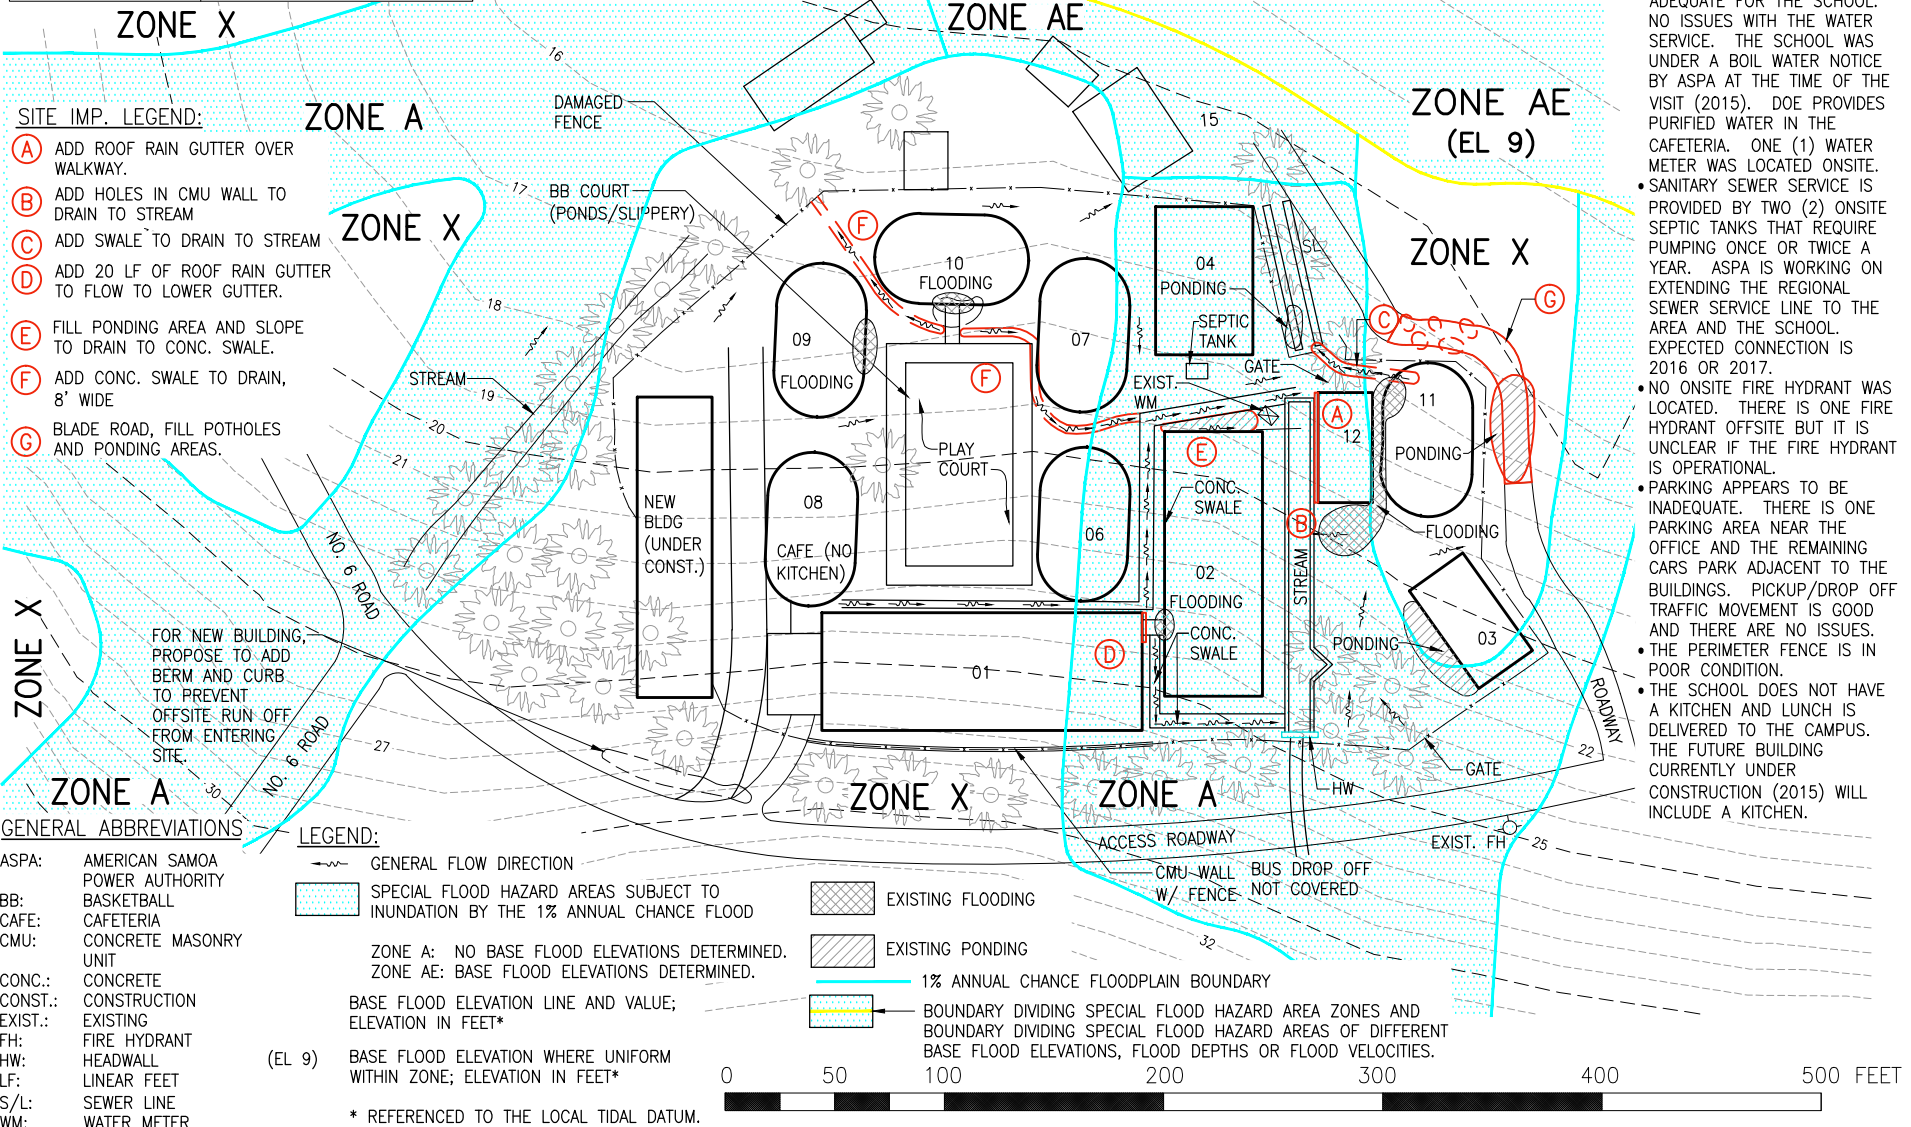 ZONE X
ZONE AE
ZONE A
SITE IMP. LEGEND:
A ADD ROOF RAIN GUTTER OVER
WALKWAY.
B ADD HOLES IN CMU WALL TO
DRAIN TO STREAM
C ADD SWALE TO DRAIN TO STREAM
D ADD 20 LF OF ROOF RAIN GUTTER
TO FLOW TO LOWER GUTTER.
E FILL PONDING AREA AND SLOPE
TO DRAIN TO CONC. SWALE.
F ADD CONC. SWALE TO DRAIN,
8' WIDE
G BLADE ROAD, FILL POTHOLES
AND PONDING AREAS.
ZONE X
16
17
18
19
20
21
DAMAGED
FENCE
BB COURT
(PONDS/SLIPPERY)
STREAM
F
10
FLOODING
09
FLOODING
07
F
PLAY
COURT
08
CAFE (NO
KITCHEN)
06
NEW
BLDG
(UNDER
CONST.)
01
D
15
04
PONDING
SEPTIC
TANK
S/L
EXIST.
WM
GATE
ZONE AE
(EL 9)
ZONE X
C
G
A
12
11
PONDING
E
CONC.
SWALE
B
FLOODING
STREAM
02
FLOODING
CONC.
SWALE
PONDING
03
ROADWAY
22
GATE
HW
NO. 6 ROAD
NO. 6 ROAD
ZONE X
FOR NEW BUILDING,
PROPOSE TO ADD
BERM AND CURB
TO PREVENT
OFFSITE RUN OFF
FROM ENTERING
SITE.
27
30
ZONE A
ZONE X
ZONE A
ACCESS ROADWAY
CMU WALL
W/ FENCE
BUS DROP OFF
NOT COVERED
EXIST. FH
25
32
ADEQUATE FOR THE SCHOOL.
NO ISSUES WITH THE WATER
SERVICE. THE SCHOOL WAS
UNDER A BOIL WATER NOTICE
BY ASPA AT THE TIME OF THE
VISIT (2015). DOE PROVIDES
PURIFIED WATER IN THE
CAFETERIA. ONE (1) WATER
METER WAS LOCATED ONSITE.
• SANITARY SEWER SERVICE IS
PROVIDED BY TWO (2) ONSITE
SEPTIC TANKS THAT REQUIRE
PUMPING ONCE OR TWICE A
YEAR. ASPA IS WORKING ON
EXTENDING THE REGIONAL
SEWER SERVICE LINE TO THE
AREA AND THE SCHOOL.
EXPECTED CONNECTION IS
2016 OR 2017.
• NO ONSITE FIRE HYDRANT WAS
LOCATED. THERE IS ONE FIRE
HYDRANT OFFSITE BUT IT IS
UNCLEAR IF THE FIRE HYDRANT
IS OPERATIONAL.
• PARKING APPEARS TO BE
INADEQUATE. THERE IS ONE
PARKING AREA NEAR THE
OFFICE AND THE REMAINING
CARS PARK ADJACENT TO THE
BUILDINGS. PICKUP/DROP OFF
TRAFFIC MOVEMENT IS GOOD
AND THERE ARE NO ISSUES.
• THE PERIMETER FENCE IS IN
POOR CONDITION.
• THE SCHOOL DOES NOT HAVE
A KITCHEN AND LUNCH IS
DELIVERED TO THE CAMPUS.
THE FUTURE BUILDING
CURRENTLY UNDER
CONSTRUCTION (2015) WILL
INCLUDE A KITCHEN.
GENERAL ABBREVIATIONS
ASPA: AMERICAN SAMOA
POWER AUTHORITY
BB: BASKETBALL
CAFE: CAFETERIA
CMU: CONCRETE MASONRY
UNIT
CONC.: CONCRETE
CONST.: CONSTRUCTION
EXIST.: EXISTING
FH: FIRE HYDRANT
HW: HEADWALL
LF: LINEAR FEET
S/L: SEWER LINE
WM: WATER METER
LEGEND:
GENERAL FLOW DIRECTION
SPECIAL FLOOD HAZARD AREAS SUBJECT TO
INUNDATION BY THE 1% ANNUAL CHANCE FLOOD
ZONE A: NO BASE FLOOD ELEVATIONS DETERMINED.
ZONE AE: BASE FLOOD ELEVATIONS DETERMINED.
BASE FLOOD ELEVATION LINE AND VALUE;
ELEVATION IN FEET*
(EL 9) BASE FLOOD ELEVATION WHERE UNIFORM
WITHIN ZONE; ELEVATION IN FEET*
* REFERENCED TO THE LOCAL TIDAL DATUM.
EXISTING FLOODING
EXISTING PONDING
1% ANNUAL CHANCE FLOODPLAIN BOUNDARY
BOUNDARY DIVIDING SPECIAL FLOOD HAZARD AREA ZONES AND
BOUNDARY DIVIDING SPECIAL FLOOD HAZARD AREAS OF DIFFERENT
BASE FLOOD ELEVATIONS, FLOOD DEPTHS OR FLOOD VELOCITIES.
0 50 100 200 300 400 500 FEET